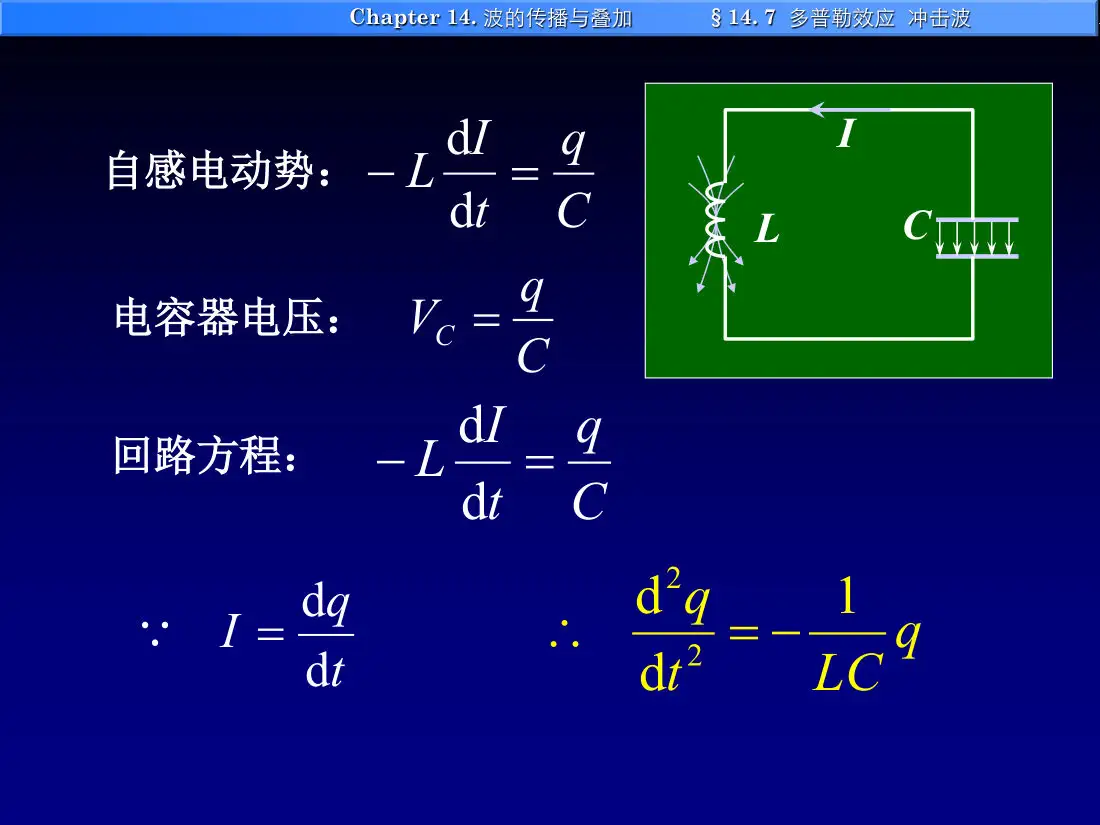 Chapter 14. 波的传播与叠加 §14.7 多普勒效应 冲击波
自感电动势： −L dI/dt = q/C
I
L
C
电容器电压： V_C = q/C
回路方程： −L dI/dt = q/C
∵ I = dq/dt ∴ d²q/dt² = − 1/LC q